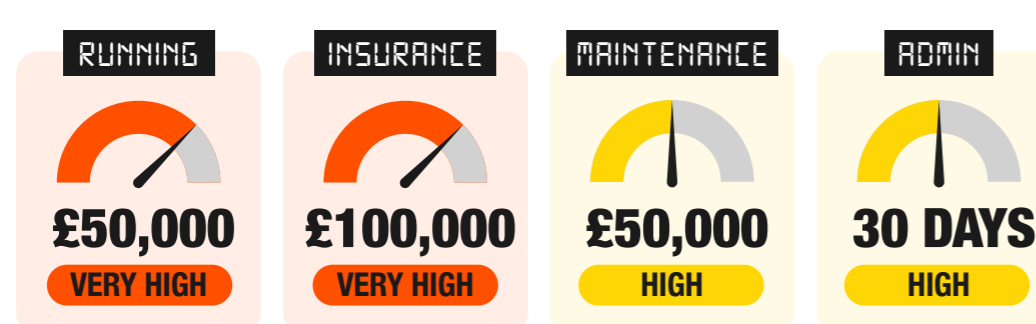 RUNNING
£50,000
VERY HIGH
INSURANCE
£100,000
VERY HIGH
MAINTENANCE
£50,000
HIGH
ADMIN
30 DAYS
HIGH